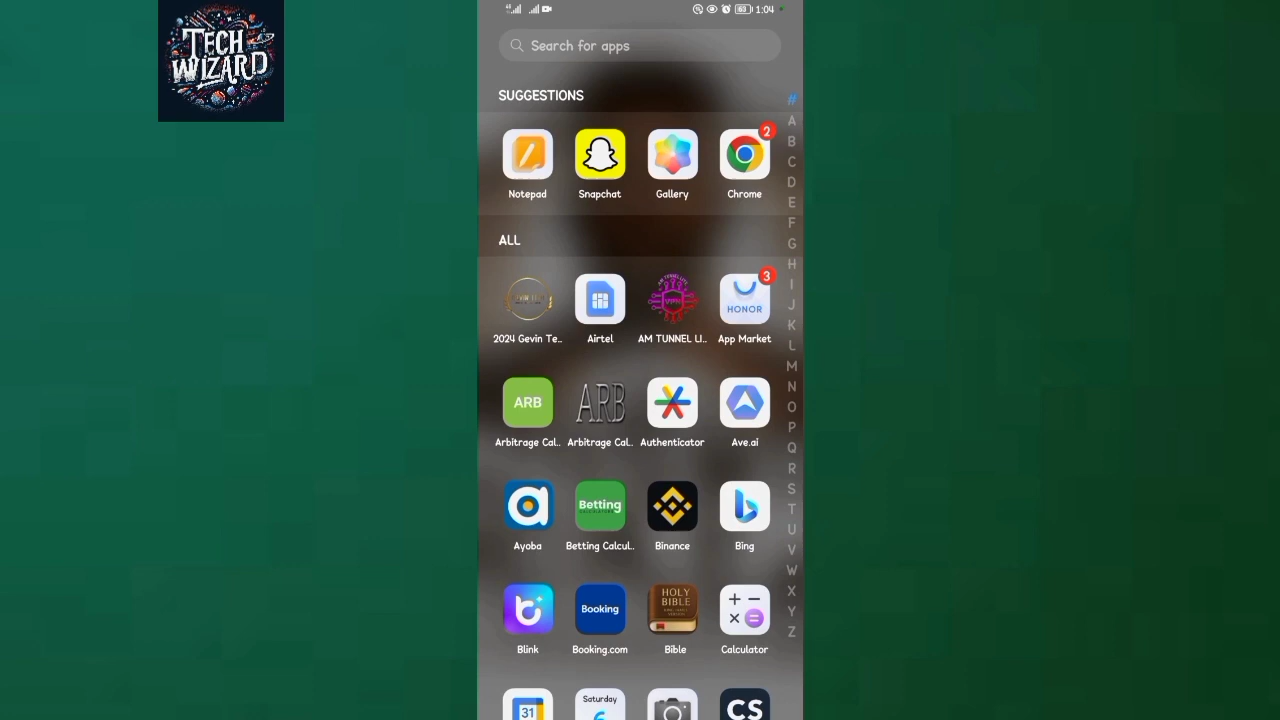 TECH
WIZARD
63 1:04
Search for apps
SUGGESTIONS
2
Notepad Snapchat Gallery Chrome
ALL
3
HONOR
2024 Gevin Te.. Airtel AM TUNNEL LI.. App Market
ARB ARB
Arbitrage Cal.. Arbitrage Cal.. Authenticator Ave.ai
Betting
Ayoba Betting Calcul.. Binance Bing
HOLY
BIBLE
Booking
Blink Booking.com Bible Calculator
31 Saturday CS
#
A
B
C
D
E
F
G
H
I
J
K
L
M
N
O
P
Q
R
S
T
U
V
W
X
Y
Z